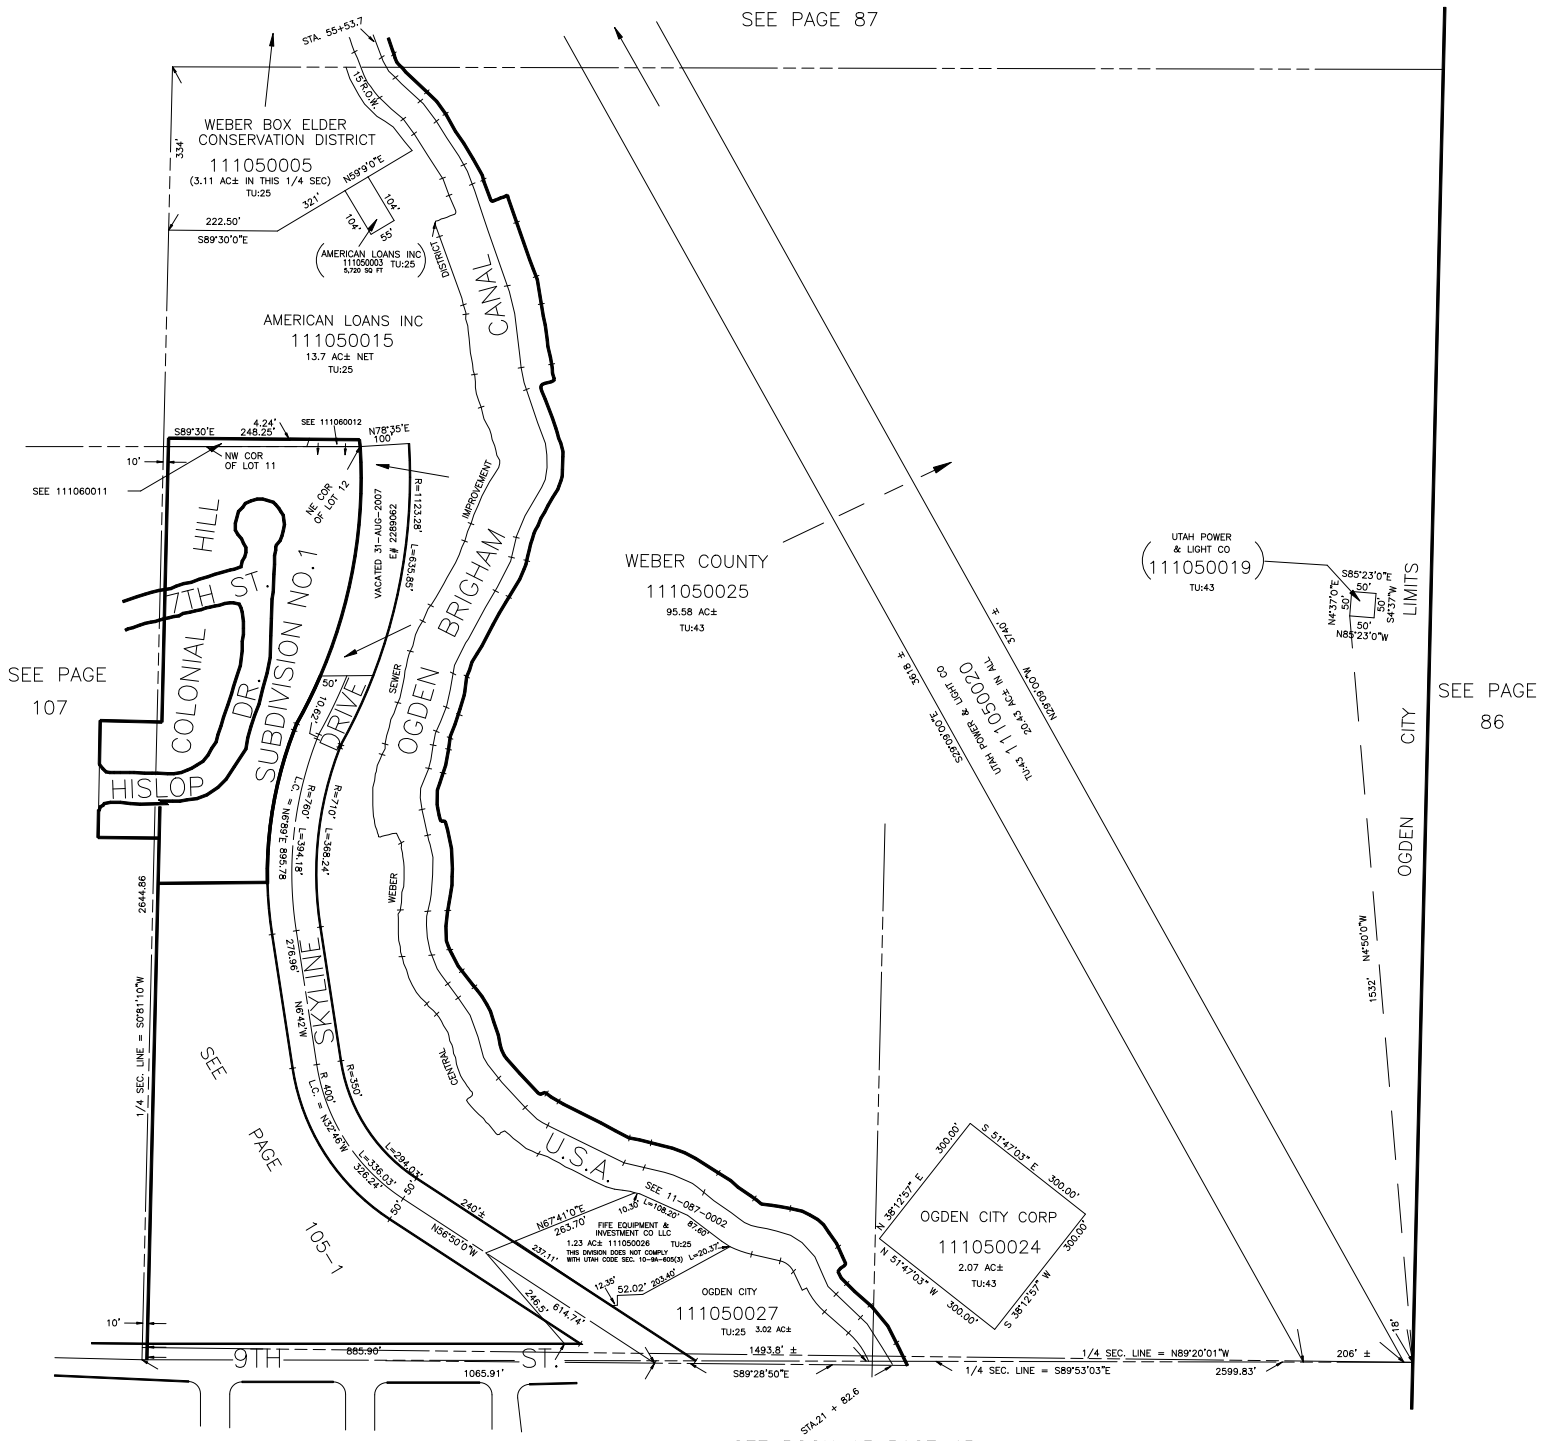 SEE PAGE 87
STA. 55+53.7
15'R.O.W.
WEBER BOX ELDER
CONSERVATION DISTRICT
111050005
(3.11 AC± IN THIS 1/4 SEC)
TU:25
334'
222.50'
S89°30'0"E
321'
N59°9'0"E
104'
104'
55'
AMERICAN LOANS INC
111050003 TU:25
5,720 SQ FT
DISTRICT
CANAL
AMERICAN LOANS INC
111050015
13.7 AC± NET
TU:25
S89°30'E
4.24'
248.25'
SEE 111060012
N78°35'E
100'
10'
NW COR
OF LOT 11
SEE 111060011
NE COR
OF LOT 12
VACATED 31-AUG-2007
E# 2289062
R=1123.28'
L=635.85'
IMPROVEMENT
HILL
7TH ST.
COLONIAL
SUBDIVISION NO.1
DR.
HISLOP
OGDEN BRIGHAM
SEWER
WEBER COUNTY
111050025
95.58 AC±
TU:43
UTAH POWER
& LIGHT CO
111050019
TU:43
S85°23'0"E
50'
N4°37'0"E
50'
50'
S4°37'W
50'
N85°23'0"W
OGDEN CITY LIMITS
SEE PAGE
107
SEE PAGE
86
3740' ±
N29°09'00"W
3618 ±
S29°09'00"E
UTAH POWER & LIGHT CO
111050020
TU:43
20.43 AC± IN ALL
50'
10.62'
DRIVE
R=710'
L=368.24'
R=760'
L=394.18'
L.C. = N6°89'E 895.78
2644.86
1/4 SEC. LINE = S0°81'10"W
WEBER
276.96'
N6°42'W
SKYLINE
N4°50'0"W
1532'
SEE
PAGE
105-1
CENTRAL
R=350'
R 400'
L.C. = N32°46'W
L=294.03'
L=336.03'
326.24'
50'
50'
240'±
N56°50'0"W
U.S.A.
SEE 11-087-0002
N67°41'0"E
263.70'
10.30'
L=108.20'
87.60'
FIFE EQUIPMENT &
INVESTMENT CO LLC
1.23 AC± 111050026 TU:25
THIS DIVISION DOES NOT COMPLY
WITH UTAH CODE SEC. 10-9A-605(3)
L=20.37'
237.11'
12.35'
52.02'
203.40'
246.5'
614.74'
OGDEN CITY
111050027
TU:25 3.02 AC±
S 51°47'03" E
300.00'
300.00'
N 38°12'57" E
OGDEN CITY CORP
111050024
2.07 AC±
TU:43
N 51°47'03" W
300.00'
S 38°12'57" W
300.00'
18'
10'
9TH ST.
885.90'
1065.91'
1493.8' ±
S89°28'50"E
1/4 SEC. LINE = N89°20'01"W
206' ±
1/4 SEC. LINE = S89°53'03"E
2599.83'
STA.21 + 82.6